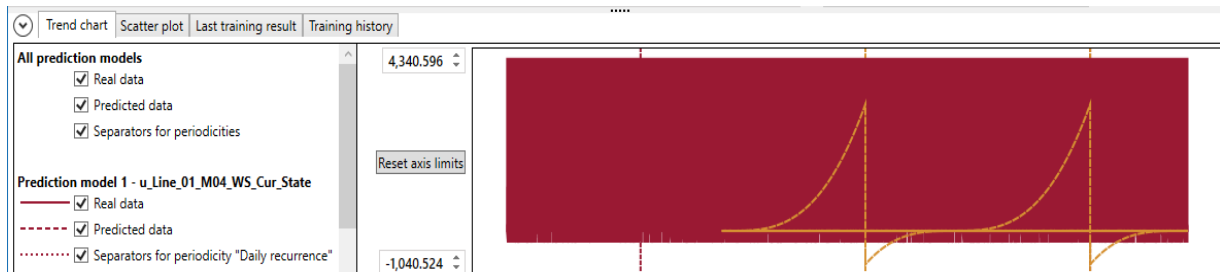 Trend chart Scatter plot Last training result Training history
All prediction models
Real data
Predicted data
Separators for periodicities
Prediction model 1 - u_Line_01_M04_WS_Cur_State
Real data
Predicted data
Separators for periodicity "Daily recurrence"
4,340.596
Reset axis limits
-1,040.524